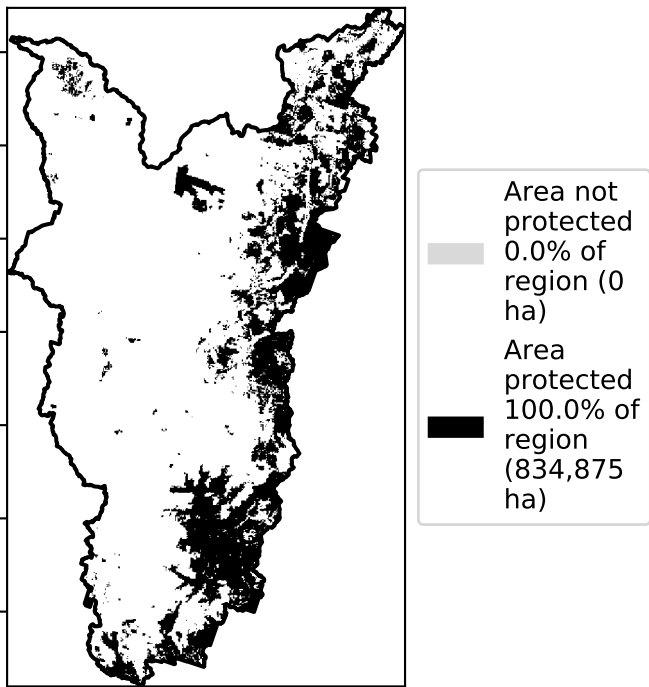 Area not
protected
0.0% of
region (0
ha)
Area
protected
100.0% of
region
(834,875
ha)